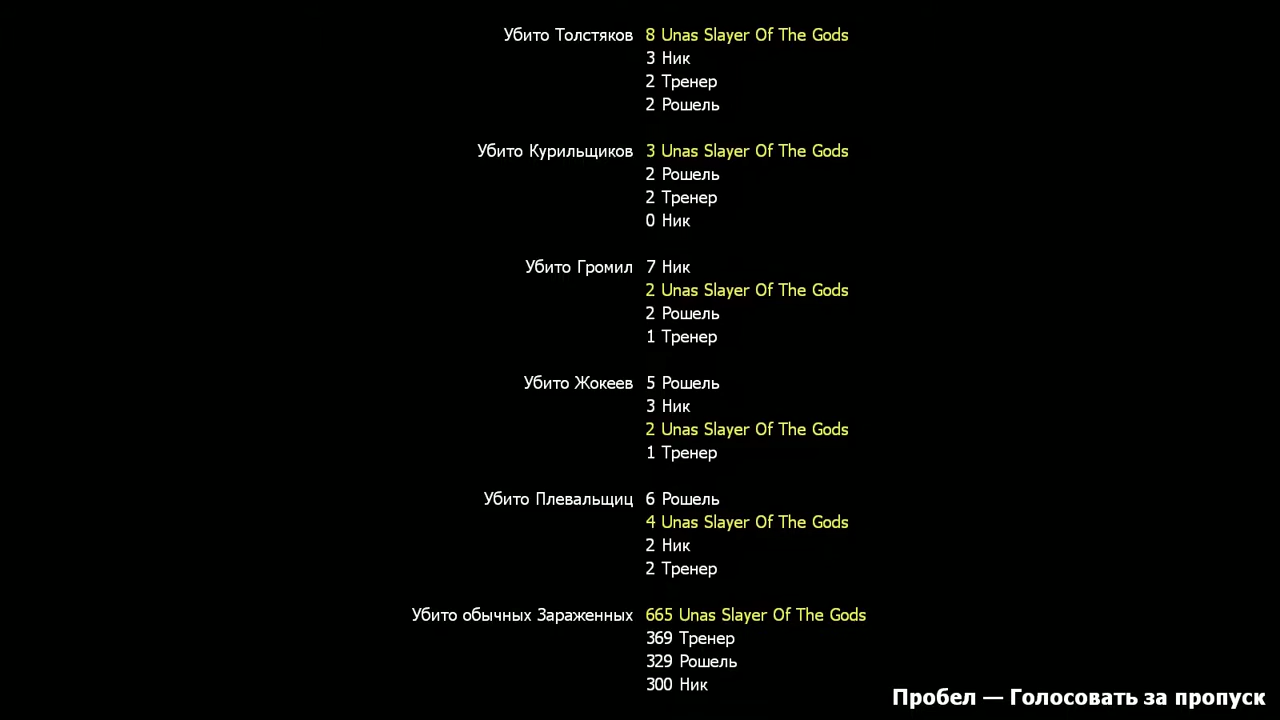 Убито Толстяков 8 Unas Slayer Of The Gods
3 Ник
2 Тренер
2 Рошель
Убито Курильщиков 3 Unas Slayer Of The Gods
2 Рошель
2 Тренер
0 Ник
Убито Громил 7 Ник
2 Unas Slayer Of The Gods
2 Рошель
1 Тренер
Убито Жокеев 5 Рошель
3 Ник
2 Unas Slayer Of The Gods
1 Тренер
Убито Плевальщиц 6 Рошель
4 Unas Slayer Of The Gods
2 Ник
2 Тренер
Убито обычных Зараженных 665 Unas Slayer Of The Gods
369 Тренер
329 Рошель
300 Ник
Пробел — Голосовать за пропуск